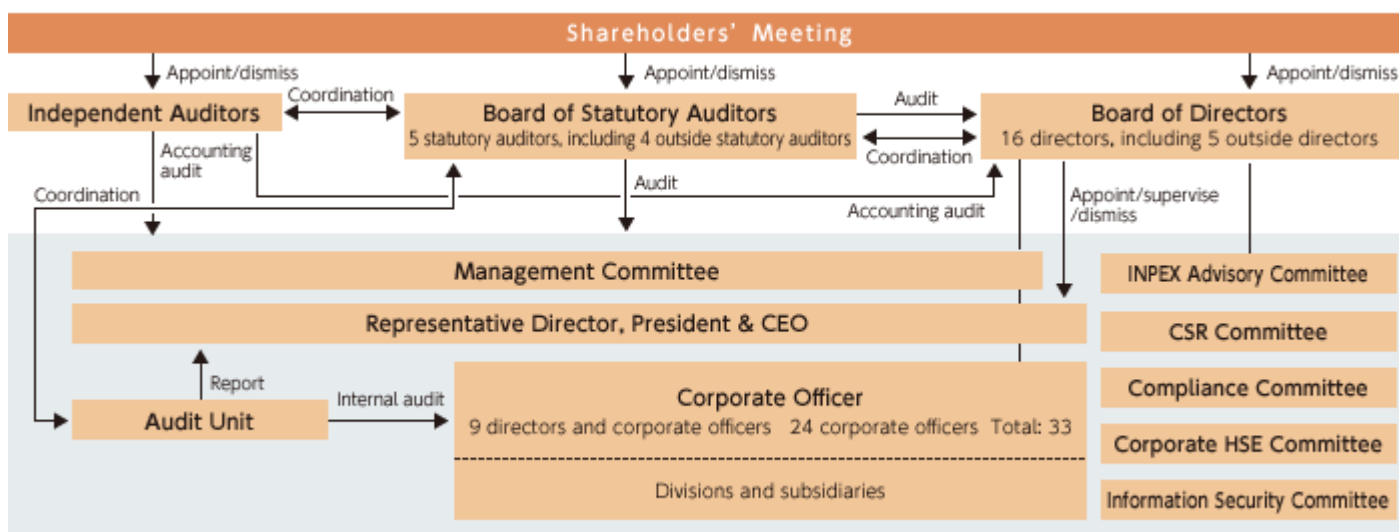 Shareholders' Meeting
Appoint/dismiss
Appoint/dismiss
Appoint/dismiss
Independent Auditors
Coordination
Board of Statutory Auditors
5 statutory auditors, including 4 outside statutory auditors
Audit
Coordination
Board of Directors
16 directors, including 5 outside directors
Accounting
audit
Coordination
Audit
Accounting audit
Appoint/supervise
/dismiss
Management Committee
Representative Director, President & CEO
Report
Audit Unit
Internal audit
Corporate Officer
9 directors and corporate officers 24 corporate officers Total: 33
Divisions and subsidiaries
INPEX Advisory Committee
CSR Committee
Compliance Committee
Corporate HSE Committee
Information Security Committee